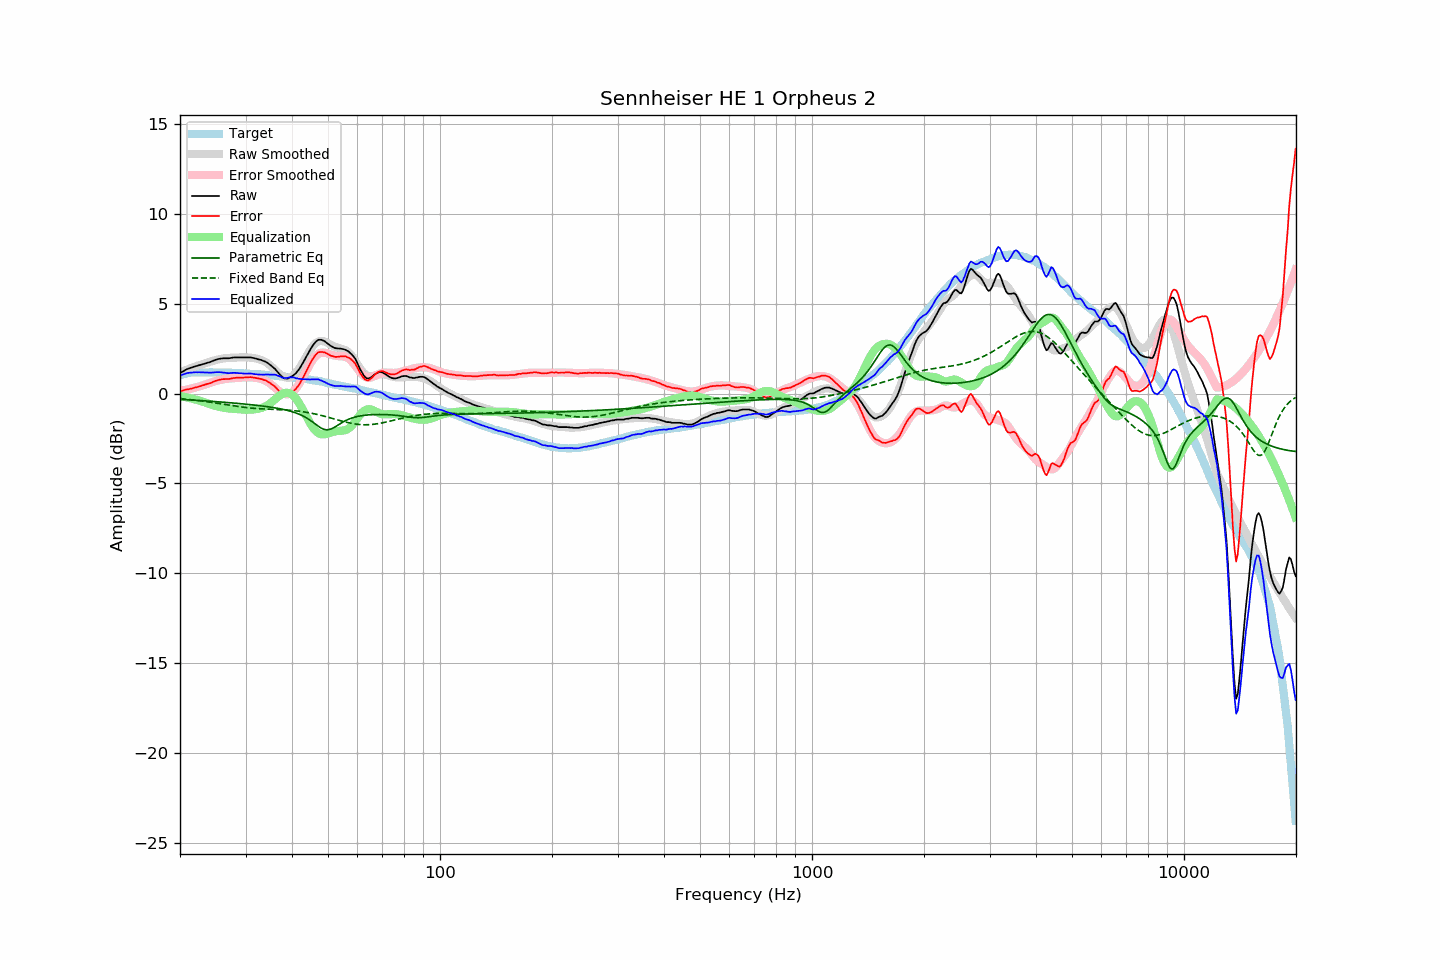 Sennheiser HE 1 Orpheus 2
Target
Raw Smoothed
Error Smoothed
Raw
Error
Equalization
Parametric Eq
Fixed Band Eq
Equalized
15
10
5
0
−5
−10
−15
−20
−25
Amplitude (dBr)
100
1000
10000
Frequency (Hz)